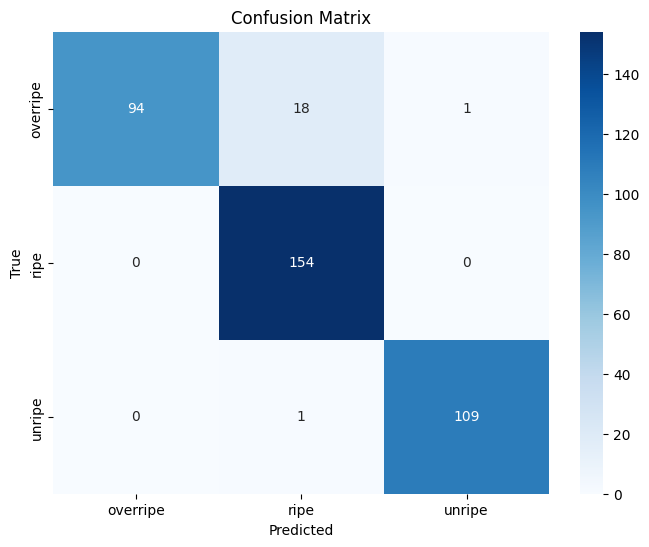 Confusion Matrix
140
120
100
80
60
40
20
0
True
overripe
94 18 1
ripe
0 154 0
unripe
0 1 109
overripe ripe unripe
Predicted